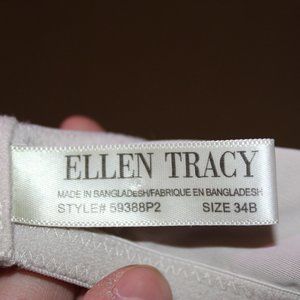 ELLEN TRACY
MADE IN BANGLADESH/FABRIQUE EN BANGLADESH
STYLE# 59388P2 SIZE 34B